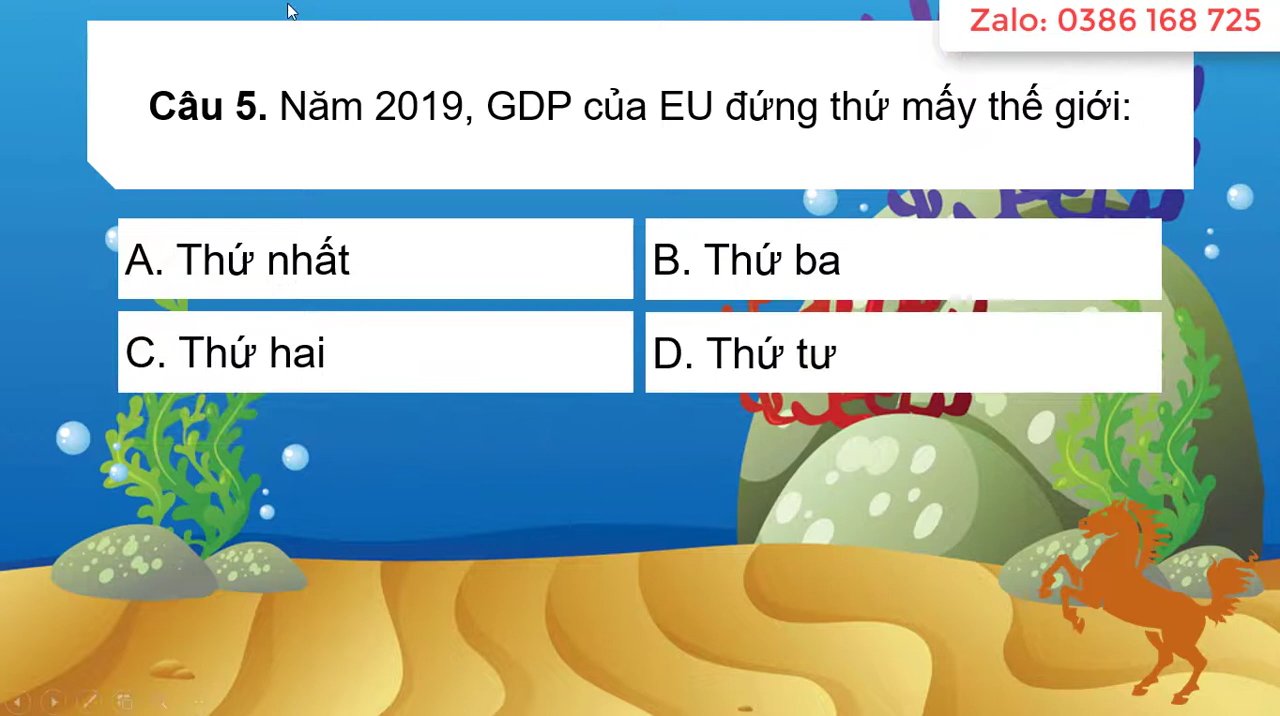 Zalo: 0386 168 725
Câu 5. Năm 2019, GDP của EU đứng thứ mấy thế giới:
A. Thứ nhất
B. Thứ ba
C. Thứ hai
D. Thứ tư